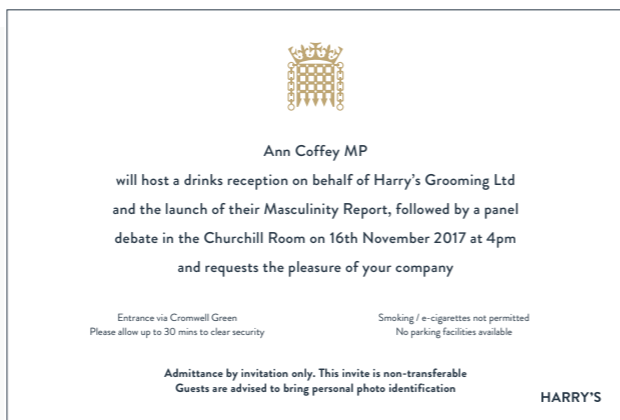 Ann Coffey MP
will host a drinks reception on behalf of Harry's Grooming Ltd
and the launch of their Masculinity Report, followed by a panel
debate in the Churchill Room on 16th November 2017 at 4pm
and requests the pleasure of your company
Entrance via Cromwell Green
Please allow up to 30 mins to clear security
Smoking / e-cigarettes not permitted
No parking facilities available
Admittance by invitation only. This invite is non-transferable
Guests are advised to bring personal photo identification
HARRY'S